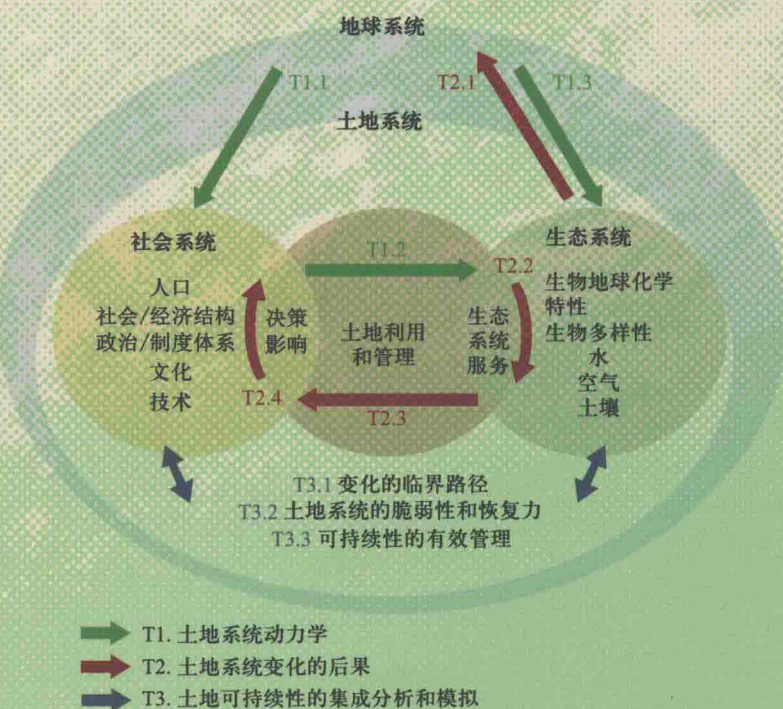 地球系统
T1.1
T2.1
T1.3
土地系统
社会系统
人口
社会/经济结构
政治/制度体系
文化
技术
T1.2
决策
影响
土地利用
和管理
T2.2
生态
系统
服务
生态系统
生物地球化学
特性
生物多样性
水
空气
土壤
T2.4
T2.3
T3.1 变化的临界路径
T3.2 土地系统的脆弱性和恢复力
T3.3 可持续性的有效管理
T1. 土地系统动力学
T2. 土地系统变化的后果
T3. 土地可持续性的集成分析和模拟